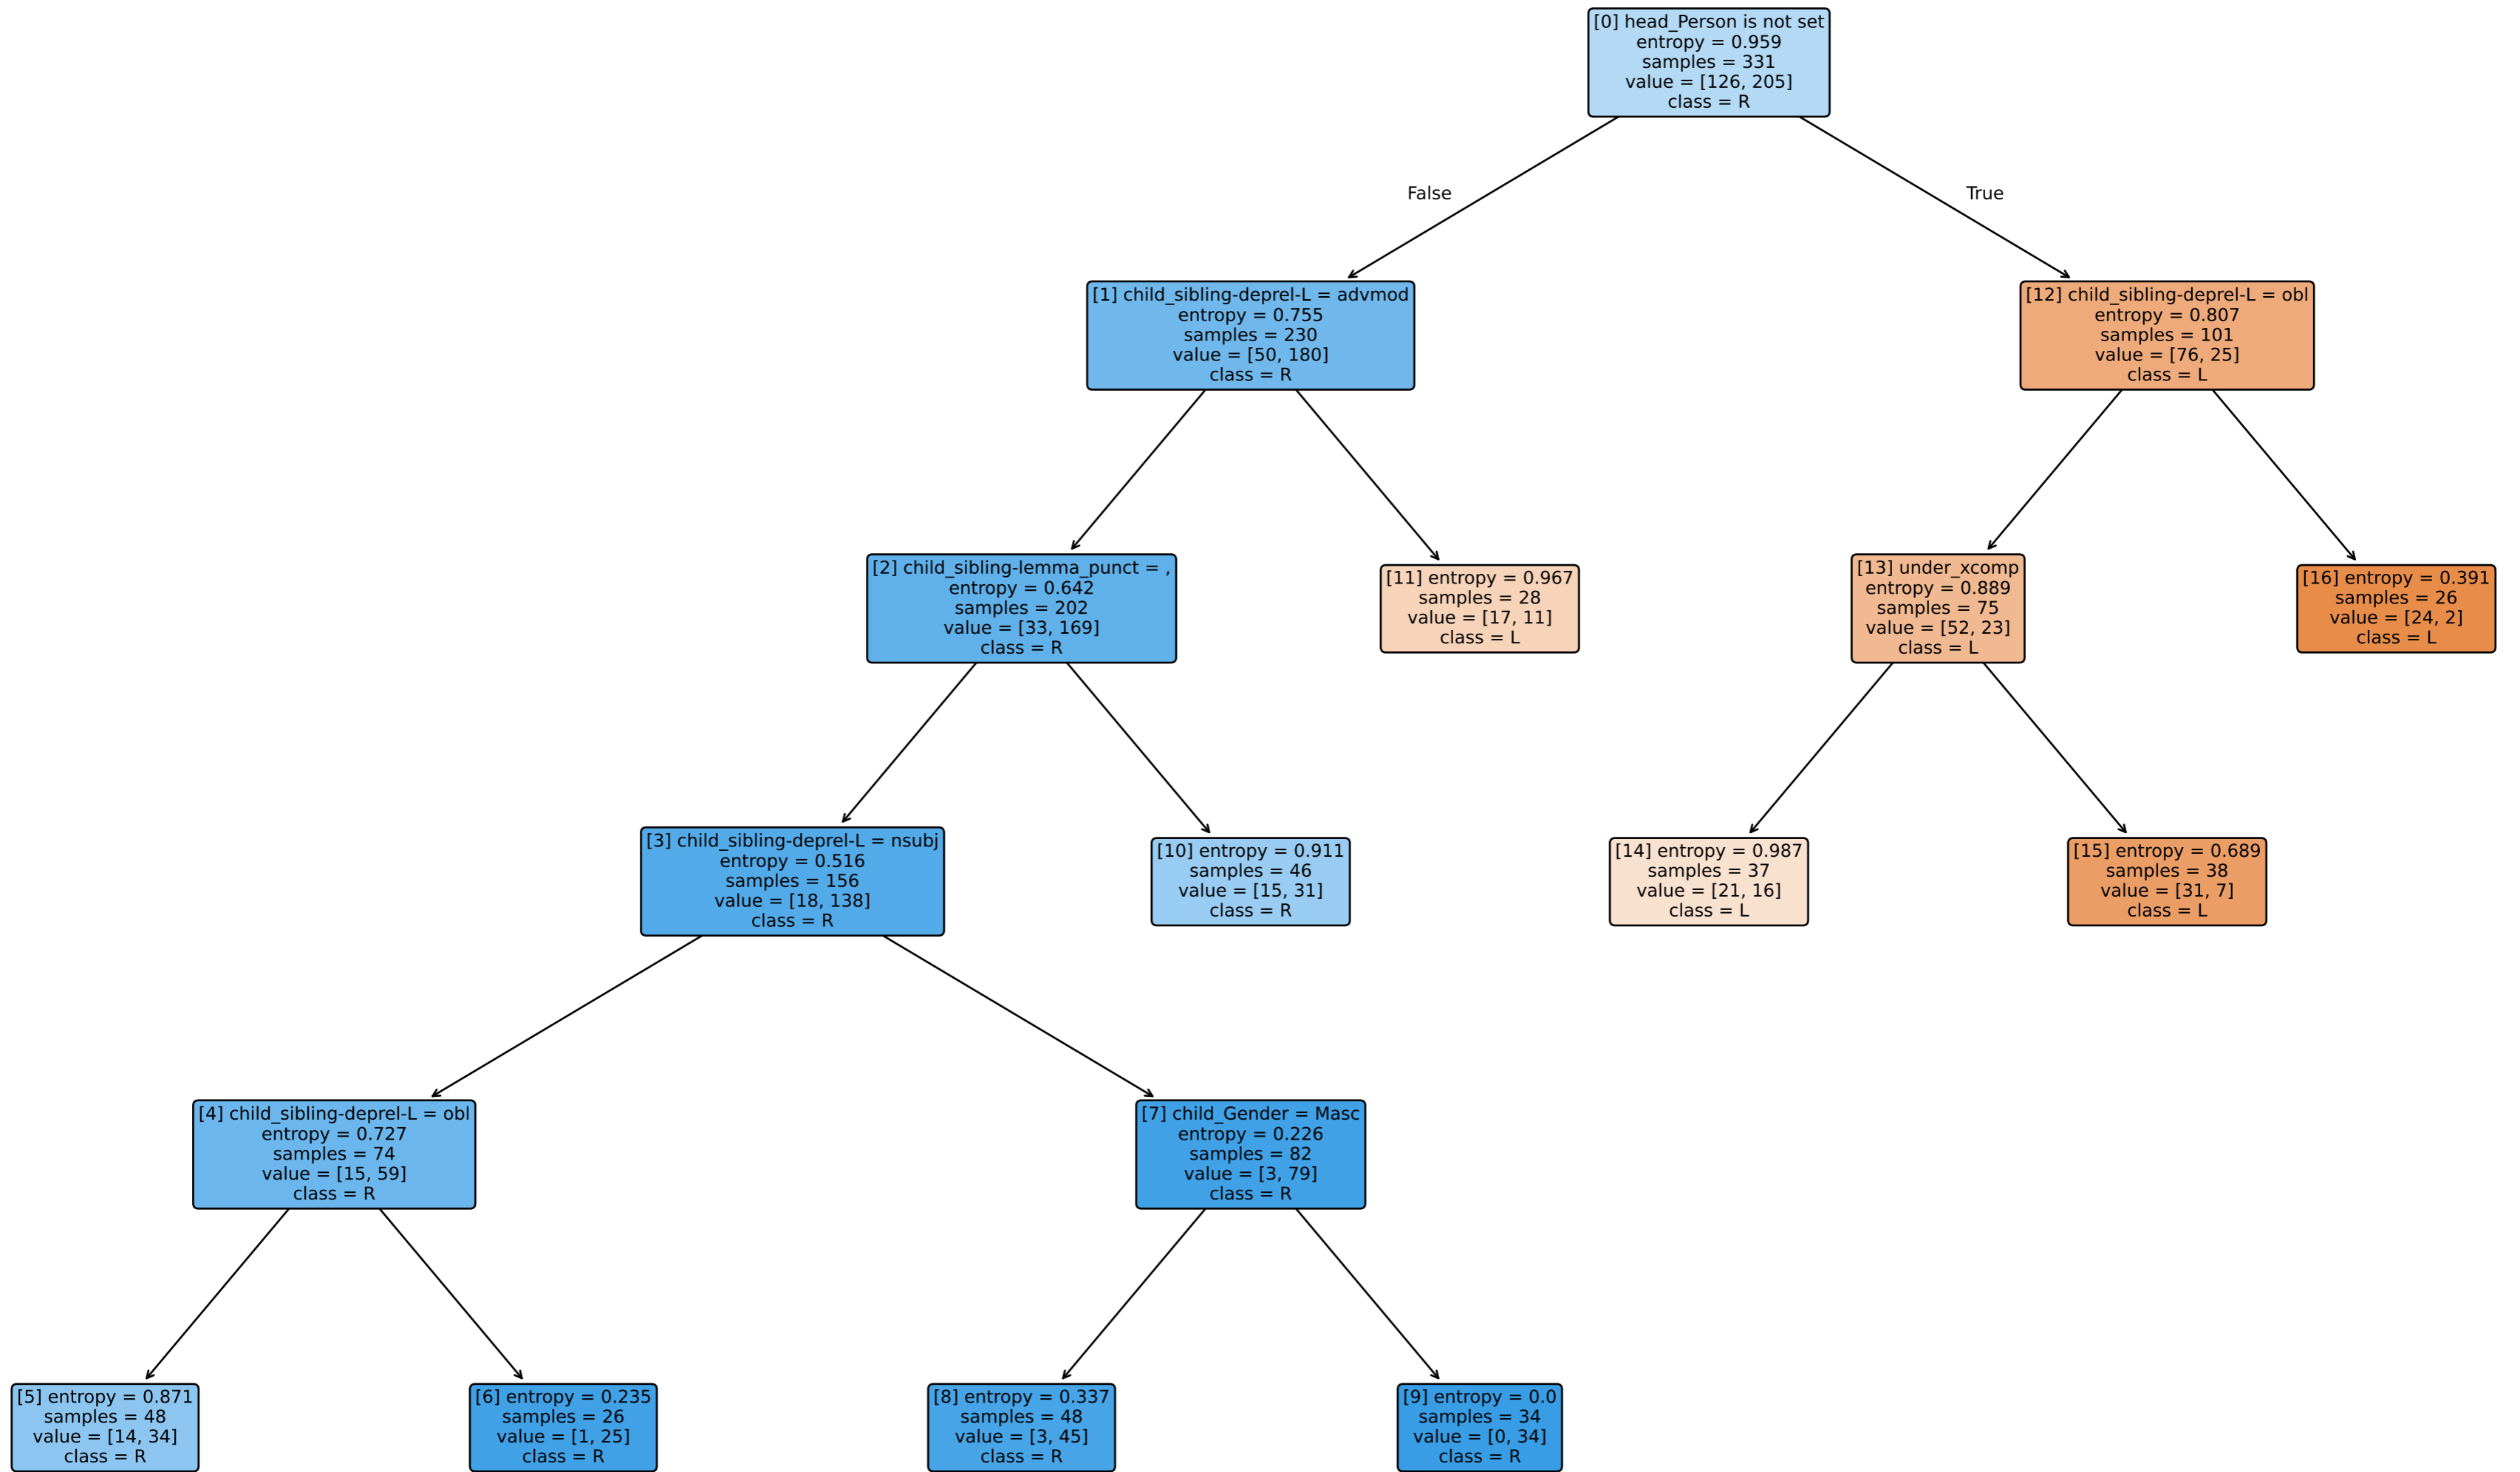 [0] head_Person is not set
entropy = 0.959
samples = 331
value = [126, 205]
class = R
False
True
[1] child_sibling-deprel-L = advmod
entropy = 0.755
samples = 230
value = [50, 180]
class = R
[12] child_sibling-deprel-L = obl
entropy = 0.807
samples = 101
value = [76, 25]
class = L
[2] child_sibling-lemma_punct = ,
entropy = 0.642
samples = 202
value = [33, 169]
class = R
[11] entropy = 0.967
samples = 28
value = [17, 11]
class = L
[13] under_xcomp
entropy = 0.889
samples = 75
value = [52, 23]
class = L
[16] entropy = 0.391
samples = 26
value = [24, 2]
class = L
[3] child_sibling-deprel-L = nsubj
entropy = 0.516
samples = 156
value = [18, 138]
class = R
[10] entropy = 0.911
samples = 46
value = [15, 31]
class = R
[14] entropy = 0.987
samples = 37
value = [21, 16]
class = L
[15] entropy = 0.689
samples = 38
value = [31, 7]
class = L
[4] child_sibling-deprel-L = obl
entropy = 0.727
samples = 74
value = [15, 59]
class = R
[7] child_Gender = Masc
entropy = 0.226
samples = 82
value = [3, 79]
class = R
[5] entropy = 0.871
samples = 48
value = [14, 34]
class = R
[6] entropy = 0.235
samples = 26
value = [1, 25]
class = R
[8] entropy = 0.337
samples = 48
value = [3, 45]
class = R
[9] entropy = 0.0
samples = 34
value = [0, 34]
class = R